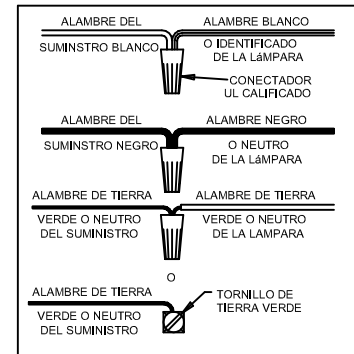 ALAMBRE DEL ALAMBRE BLANCO
SUMINSTRO BLANCO O IDENTIFICADO
DE LA LáMPARA
CONECTADOR
UL CALIFICADO
ALAMBRE DEL ALAMBRE NEGRO
SUMINSTRO NEGRO O NEUTRO
DE LA LáMPARA
ALAMBRE DE TIERRA ALAMBRE DE TIERRA
VERDE O NEUTRO VERDE O NEUTRO
DEL SUMINISTRO DE LA LAMPARA
O
ALAMBRE DE TIERRA TORNILLO DE
TIERRA VERDE
VERDE O NEUTRO
DEL SUMINISTRO